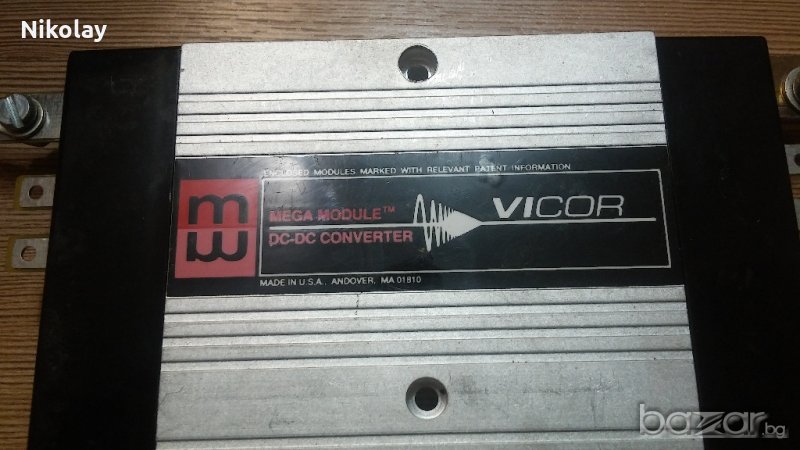 Nikolay
ENCLOSED MODULES MARKED WITH RELEVANT PATENT INFORMATION
MEGA MODULE™
DC-DC CONVERTER
VICOR
MADE IN U.S.A., ANDOVER, MA 01810
bazar.bg